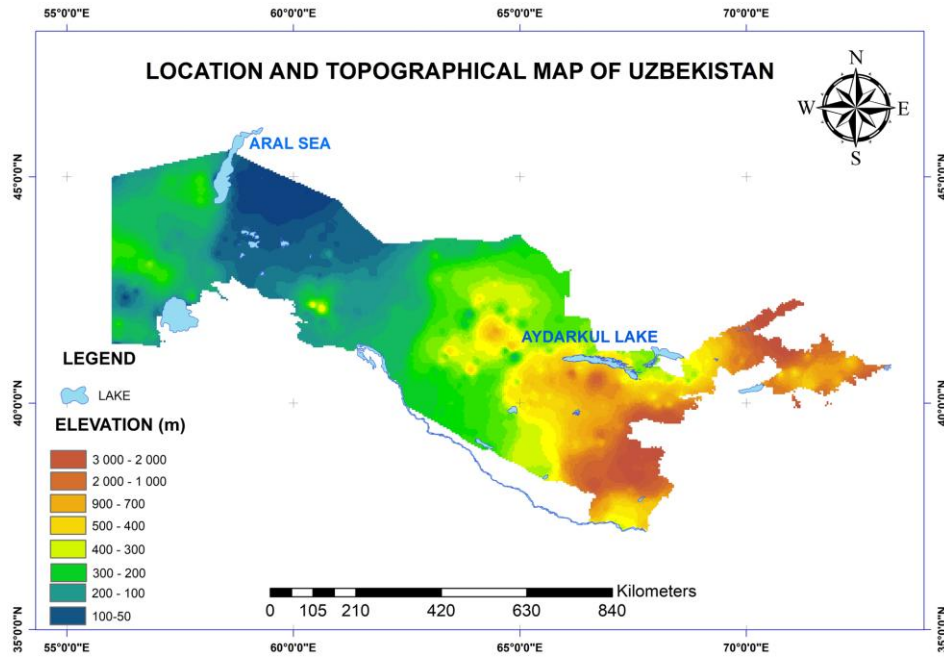 55°0'0"E 60°0'0"E 65°0'0"E 70°0'0"E
LOCATION AND TOPOGRAPHICAL MAP OF UZBEKISTAN
N
W E
S
ARAL SEA
45°0'0"N 45°0'0"N
AYDARKUL LAKE
LEGEND
LAKE
40°0'0"N 40°0'0"N
ELEVATION (m)
3 000 - 2 000
2 000 - 1 000
900 - 700
500 - 400
400 - 300
300 - 200
200 - 100
100-50
Kilometers
0 105 210 420 630 840
35°0'0"N 35°0'0"N
55°0'0"E 60°0'0"E 65°0'0"E 70°0'0"E